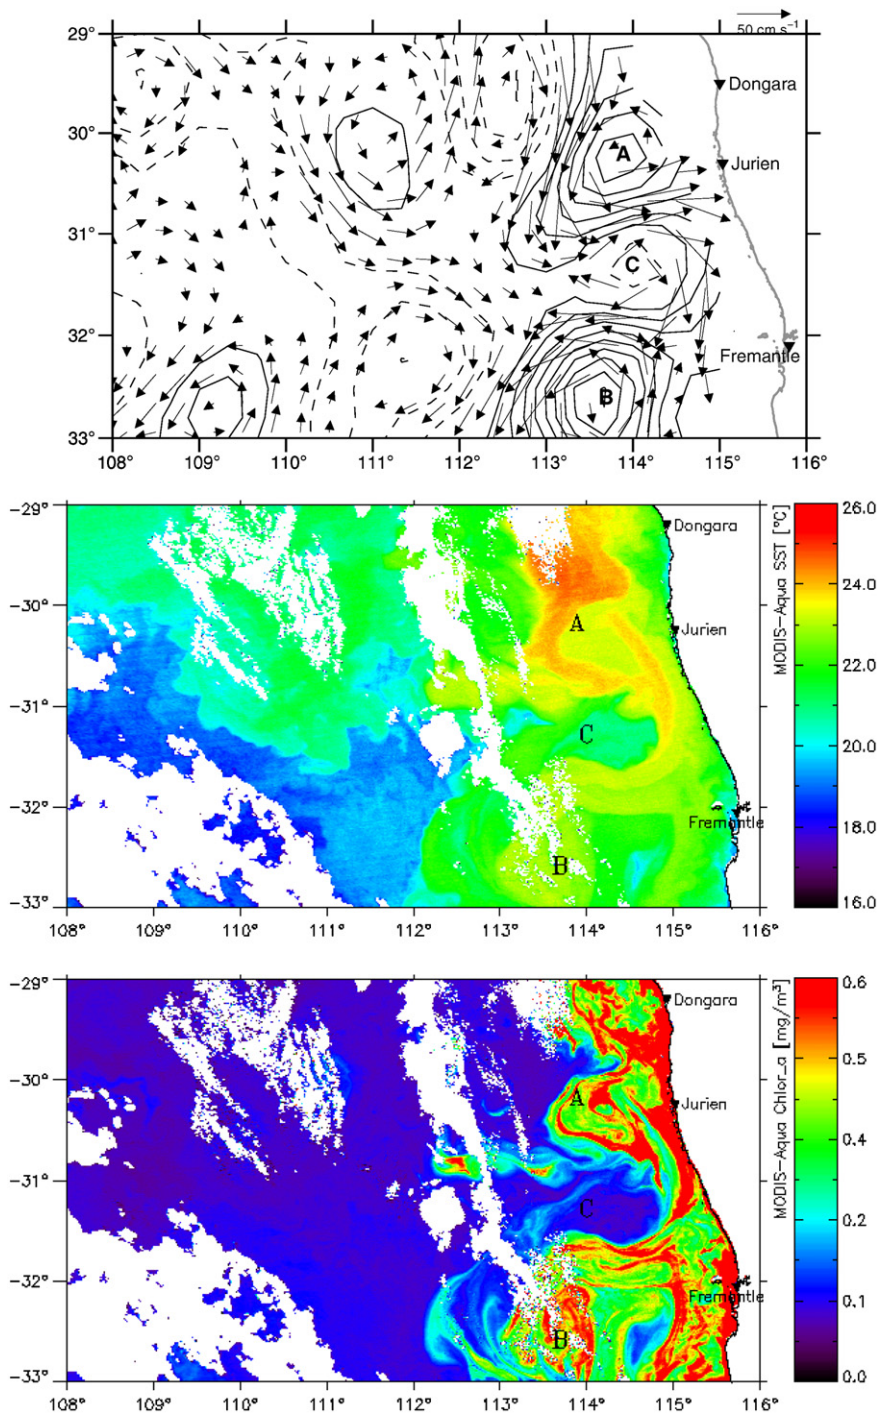 50 cm s⁻¹
29°
30°
31°
32°
33°
Dongara
A
Jurien
C
Fremantle
B
108° 109° 110° 111° 112° 113° 114° 115° 116°
-29°
-30°
-31°
-32°
-33°
Dongara
A
Jurien
C
Fremantle
B
108° 109° 110° 111° 112° 113° 114° 115° 116°
MODIS-Aqua SST [°C]
26.0
24.0
22.0
20.0
18.0
16.0
-29°
-30°
-31°
-32°
-33°
Dongara
A
Jurien
C
Fremantle
B
108° 109° 110° 111° 112° 113° 114° 115° 116°
MODIS-Aqua Chlor_a [mg/m³]
0.6
0.5
0.4
0.2
0.1
0.0